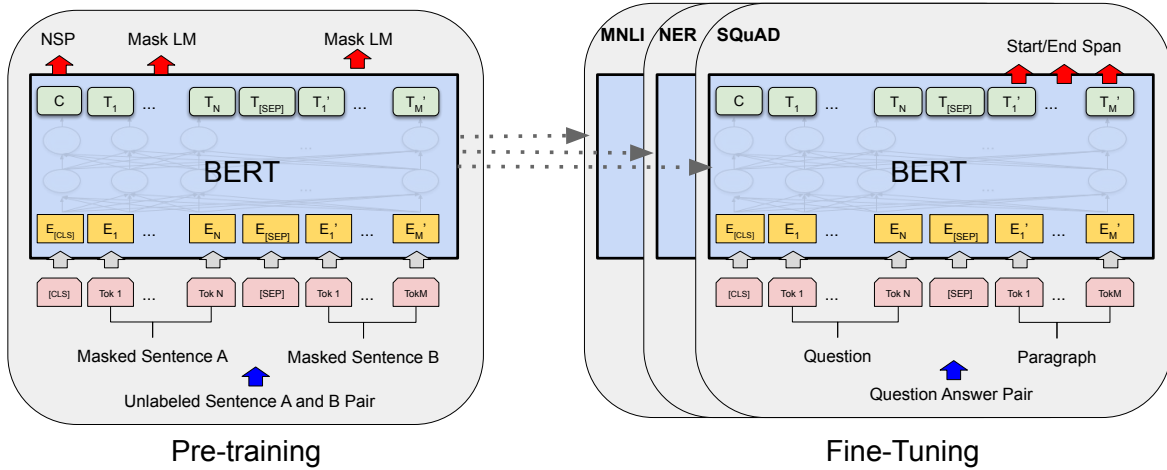 NSP Mask LM Mask LM
C T1 ... TN T[SEP] T1' ... TM'
...
BERT
...
E[CLS] E1 ... EN E[SEP] E1' ... EM'
[CLS] Tok 1 ... Tok N [SEP] Tok 1 ... TokM
Masked Sentence A Masked Sentence B
Unlabeled Sentence A and B Pair
Pre-training
MNLI NER SQuAD
Start/End Span
C T1 ... TN T[SEP] T1' ... TM'
...
BERT
...
E[CLS] E1 ... EN E[SEP] E1' ... EM'
[CLS] Tok 1 ... Tok N [SEP] Tok 1 ... TokM
Question Paragraph
Question Answer Pair
Fine-Tuning